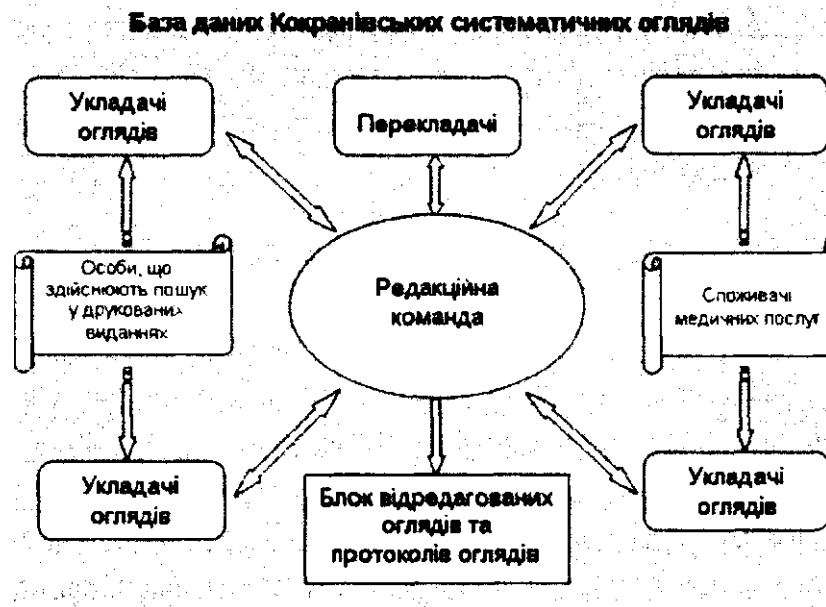 База даних Кокранівських систематичних оглядів
Укладачі
оглядів
Перекладачі
Укладачі
оглядів
Особи, що
здійснюють пошук
у друкованих
виданнях
Редакційна
команда
Споживачі
медичних послуг
Укладачі
оглядів
Блок відредагованих
оглядів та
протоколів оглядів
Укладачі
оглядів